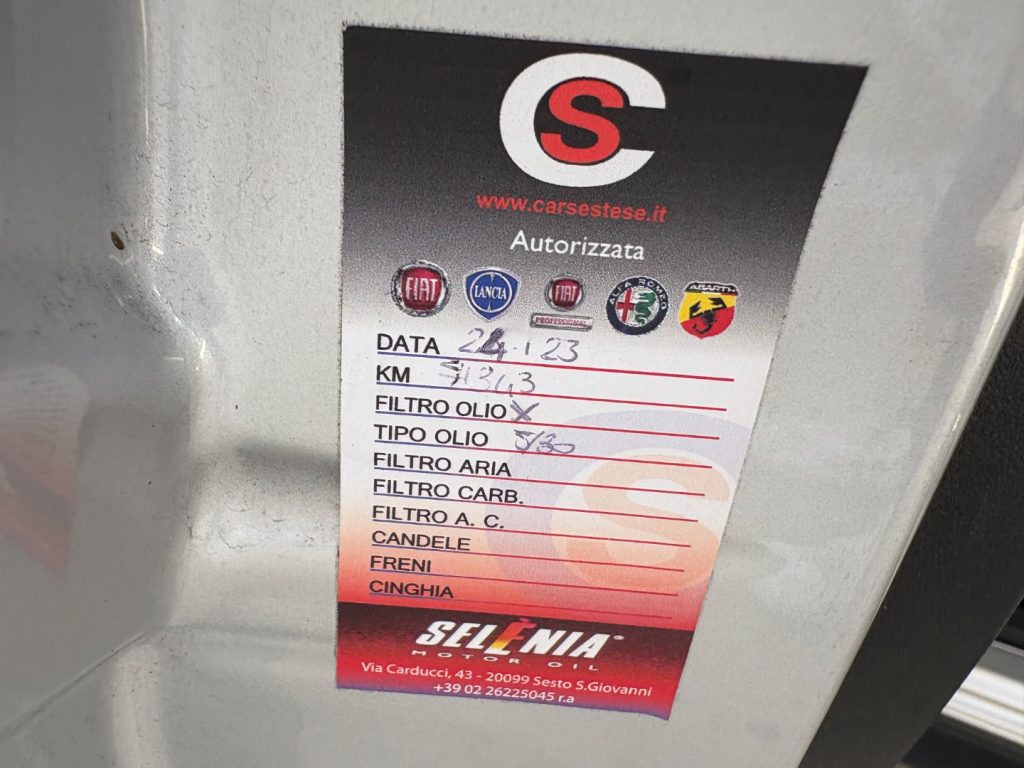 CS
www.carsestese.it
Autorizzata
FIAT LANCIA FIAT PROFESSIONAL ALFA ROMEO ABARTH
DATA 24.1 23
KM
FILTRO OLIO X
TIPO OLIO 5/30
FILTRO ARIA
FILTRO CARB.
FILTRO A. C.
CANDELE
FRENI
CINGHIA
SELÈNIA®
MOTOR OIL
Via Carducci, 43 - 20099 Sesto S.Giovanni
+39 02 26225045 r.a